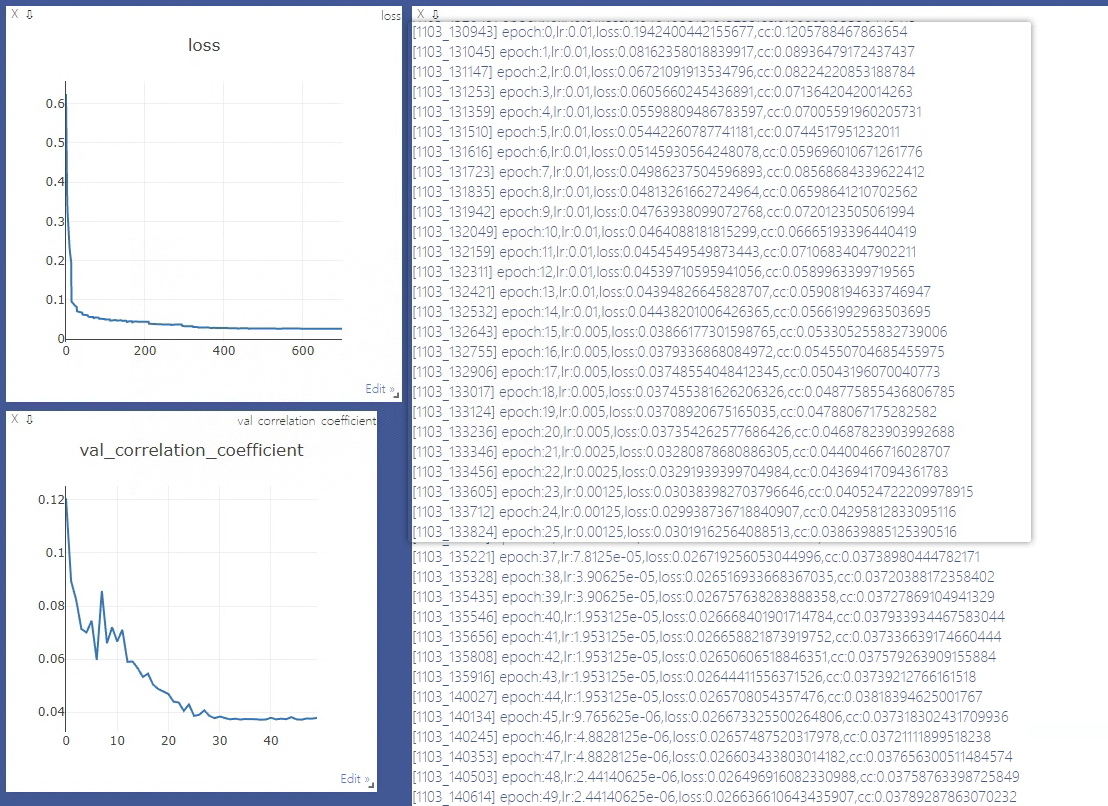 X ⇩
loss
loss
0.6
0.5
0.4
0.3
0.2
0.1
0
0
200
400
600
Edit »
X ⇩
val correlation coefficient
val_correlation_coefficient
0.12
0.1
0.08
0.06
0.04
0
10
20
30
40
Edit »
X ⇩
[1103_130943] epoch:0,lr:0.01,loss:0.1942400442155677,cc:0.1205788467863654
[1103_131045] epoch:1,lr:0.01,loss:0.08162358018839917,cc:0.08936479172437437
[1103_131147] epoch:2,lr:0.01,loss:0.06721091913534796,cc:0.08224220853188784
[1103_131253] epoch:3,lr:0.01,loss:0.0605660245436891,cc:0.07136420420014263
[1103_131359] epoch:4,lr:0.01,loss:0.05598809486783597,cc:0.07005591960205731
[1103_131510] epoch:5,lr:0.01,loss:0.05442260787741181,cc:0.0744517951232011
[1103_131616] epoch:6,lr:0.01,loss:0.05145930564248078,cc:0.059696010671261776
[1103_131723] epoch:7,lr:0.01,loss:0.04986237504596893,cc:0.08568684339622412
[1103_131835] epoch:8,lr:0.01,loss:0.04813261662724964,cc:0.06598641210702562
[1103_131942] epoch:9,lr:0.01,loss:0.04763938099072768,cc:0.0720123505061994
[1103_132049] epoch:10,lr:0.01,loss:0.0464088181815299,cc:0.06665193396440419
[1103_132159] epoch:11,lr:0.01,loss:0.0454549549873443,cc:0.07106834047902211
[1103_132311] epoch:12,lr:0.01,loss:0.04539710595941056,cc:0.0589963399719565
[1103_132421] epoch:13,lr:0.01,loss:0.04394826645828707,cc:0.05908194633746947
[1103_132532] epoch:14,lr:0.01,loss:0.04438201006426365,cc:0.05661992963503695
[1103_132643] epoch:15,lr:0.005,loss:0.03866177301598765,cc:0.053305255832739006
[1103_132755] epoch:16,lr:0.005,loss:0.0379336868084972,cc:0.054550704685455975
[1103_132906] epoch:17,lr:0.005,loss:0.03748554048412345,cc:0.05043196070040773
[1103_133017] epoch:18,lr:0.005,loss:0.037455381626206326,cc:0.048775855436806785
[1103_133124] epoch:19,lr:0.005,loss:0.03708920675165035,cc:0.04788067175282582
[1103_133236] epoch:20,lr:0.005,loss:0.037354262577686426,cc:0.04687823903992688
[1103_133346] epoch:21,lr:0.0025,loss:0.03280878680886305,cc:0.04400466716028707
[1103_133456] epoch:22,lr:0.0025,loss:0.03291939399704984,cc:0.04369417094361783
[1103_133605] epoch:23,lr:0.00125,loss:0.030383982703796646,cc:0.040524722209978915
[1103_133712] epoch:24,lr:0.00125,loss:0.029938736718840907,cc:0.04295812833095116
[1103_133824] epoch:25,lr:0.00125,loss:0.03019162564088513,cc:0.038639885125390516
[1103_135221] epoch:37,lr:7.8125e-05,loss:0.026719256053044996,cc:0.03738980444782171
[1103_135328] epoch:38,lr:3.90625e-05,loss:0.02651693366 8367035,cc:0.03720388172358402
[1103_135435] epoch:39,lr:3.90625e-05,loss:0.026757638283888358,cc:0.03727869104941329
[1103_135546] epoch:40,lr:1.953125e-05,loss:0.026668401901714784,cc:0.037933934467583044
[1103_135656] epoch:41,lr:1.953125e-05,loss:0.026658821873919752,cc:0.037336639174660444
[1103_135808] epoch:42,lr:1.953125e-05,loss:0.02650606518846351,cc:0.037579263909155884
[1103_135916] epoch:43,lr:1.953125e-05,loss:0.02644411556371526,cc:0.03739212766161518
[1103_140027] epoch:44,lr:1.953125e-05,loss:0.0265708054357476,cc:0.03818394625001767
[1103_140134] epoch:45,lr:9.765625e-06,loss:0.026673325500264806,cc:0.037318302431709936
[1103_140245] epoch:46,lr:4.8828125e-06,loss:0.02657487520317978,cc:0.03721111899518238
[1103_140353] epoch:47,lr:4.8828125e-06,loss:0.026603433803014182,cc:0.037656300511484574
[1103_140503] epoch:48,lr:2.44140625e-06,loss:0.026496916082330988,cc:0.03758763398725849
[1103_140614] epoch:49,lr:2.44140625e-06,loss:0.026636610643435907,cc:0.03789287863070232